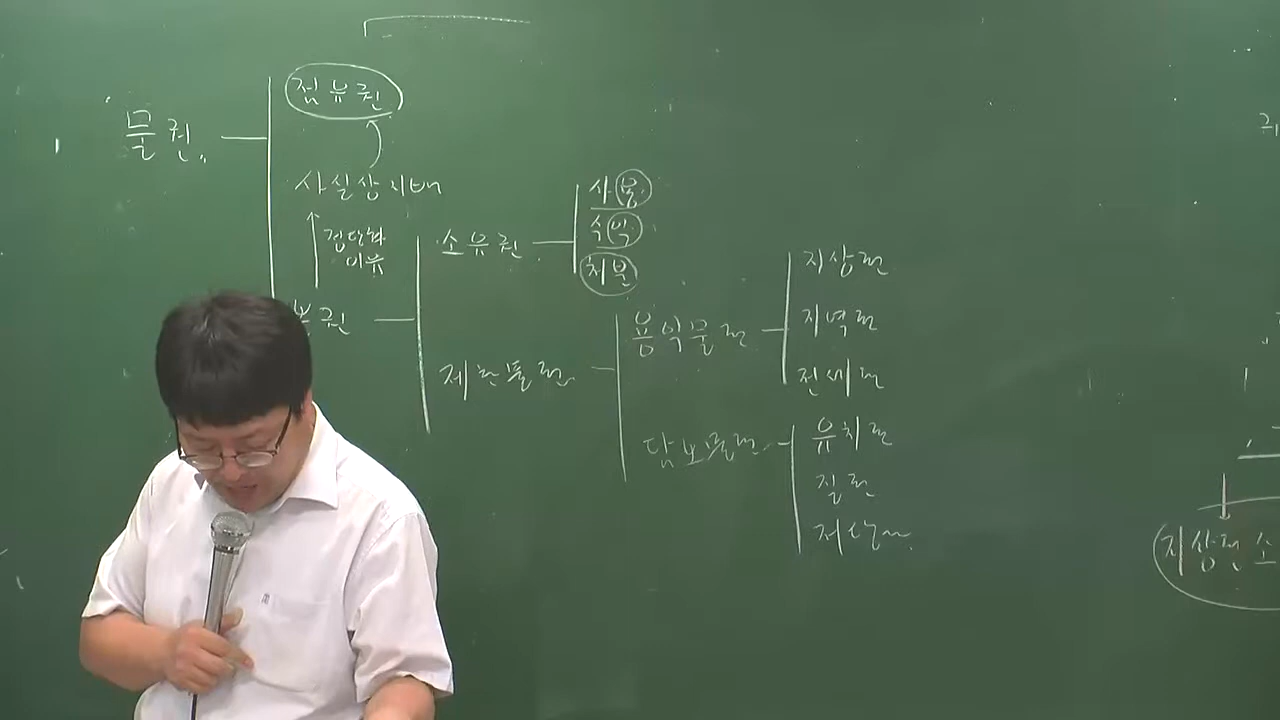 점유권
물권.
사실상 지배
정당화
이유
본권
소유권
사용
수익
처분
제한물권
용익물권
지상권
지역권
전세권
담보물권
유치권
질권
저당권
지상권 소